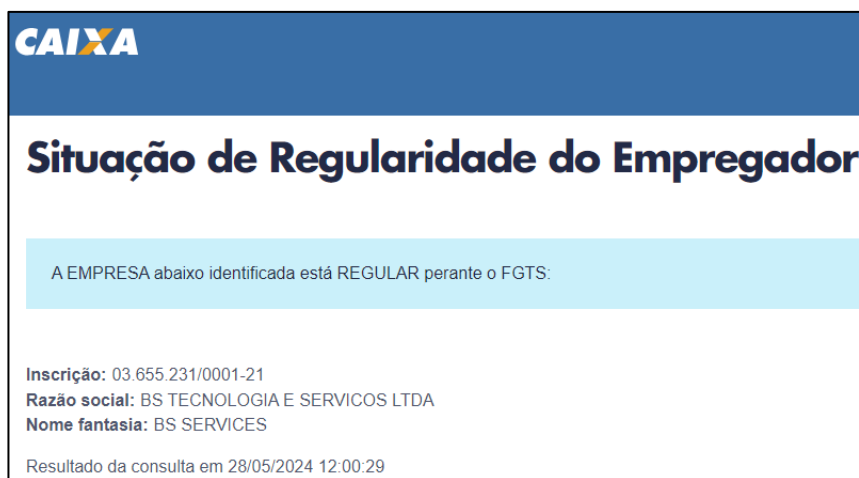 CAIXA
Situação de Regularidade do Empregador
A EMPRESA abaixo identificada está REGULAR perante o FGTS:
Inscrição: 03.655.231/0001-21
Razão social: BS TECNOLOGIA E SERVICOS LTDA
Nome fantasia: BS SERVICES
Resultado da consulta em 28/05/2024 12:00:29